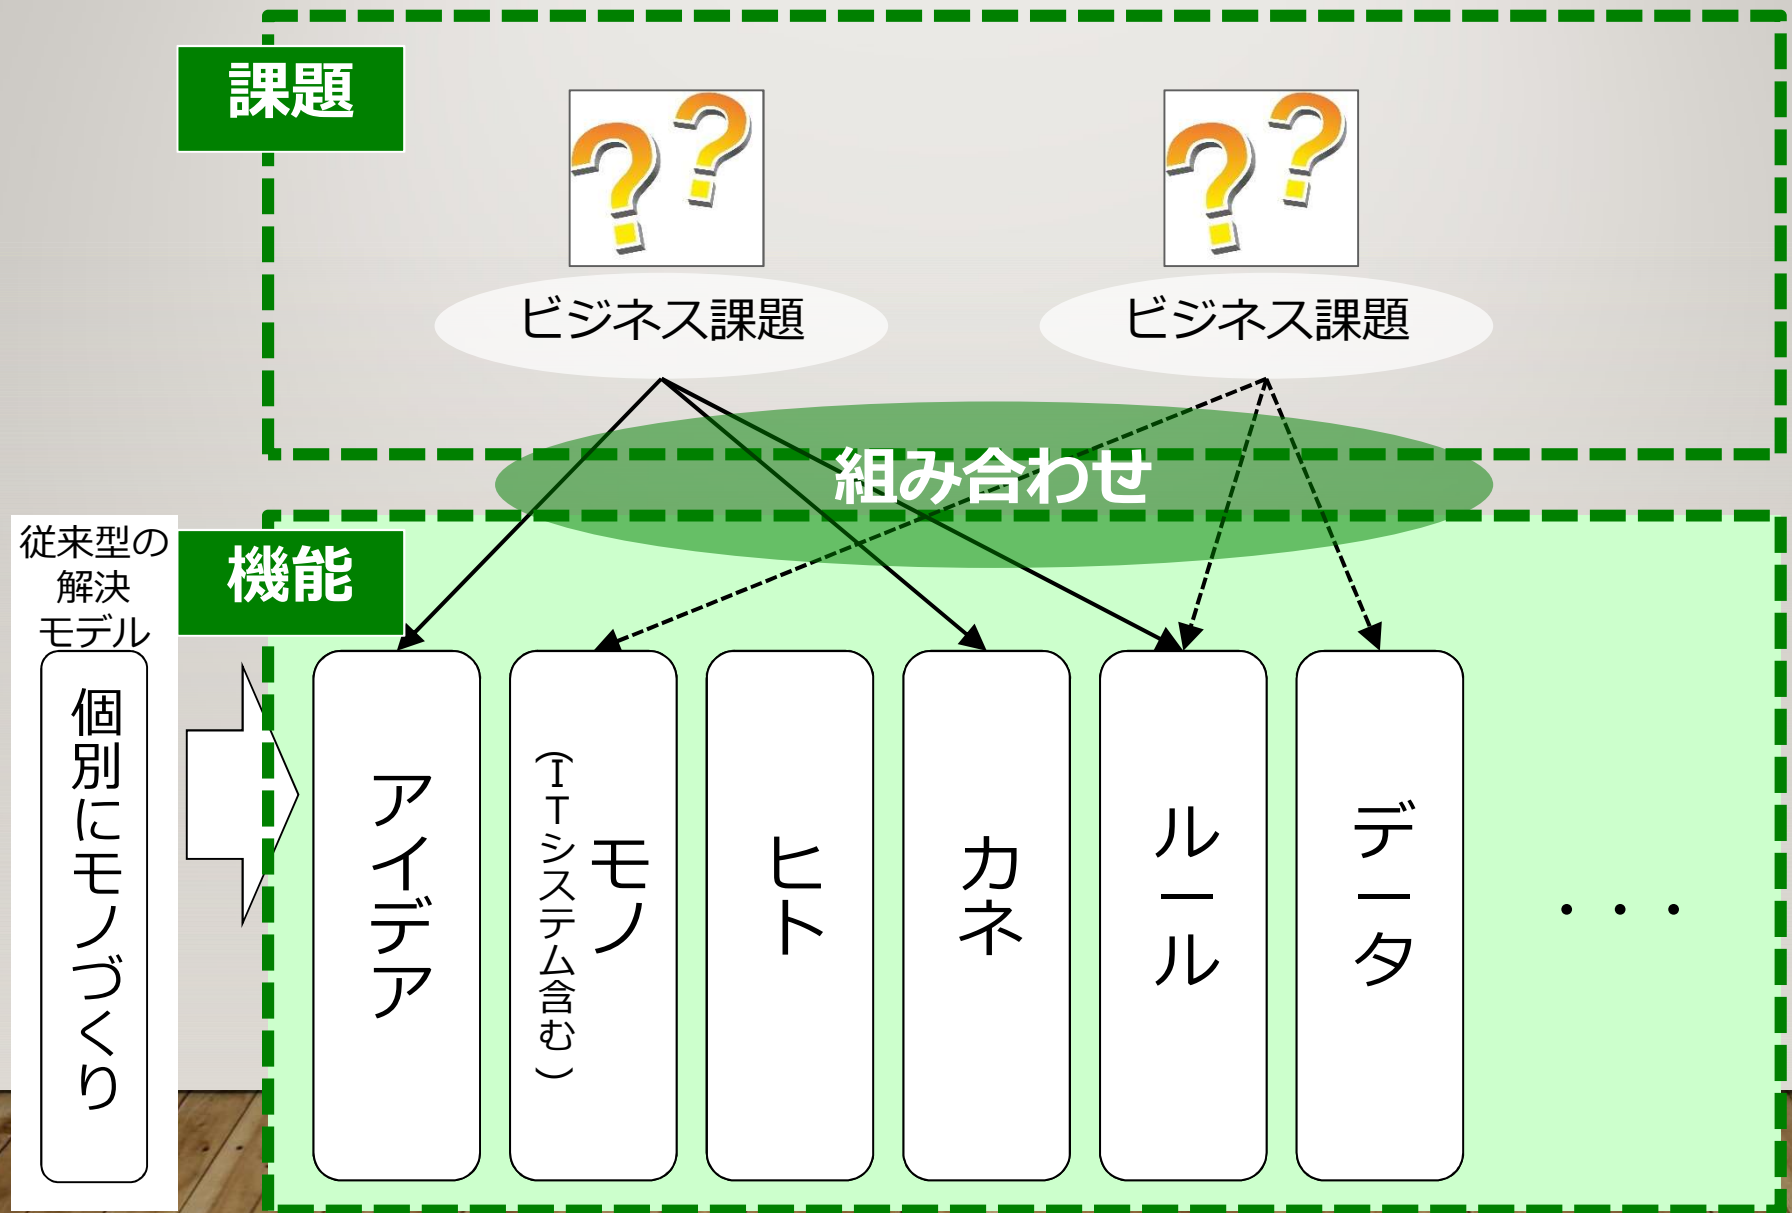 課題
ビジネス課題
ビジネス課題
組み合わせ
従来型の
解決
モデル
個別にモノづくり
機能
アイデア
モノ
(ITシステム含む)
ヒト
カネ
ルール
データ
・・・